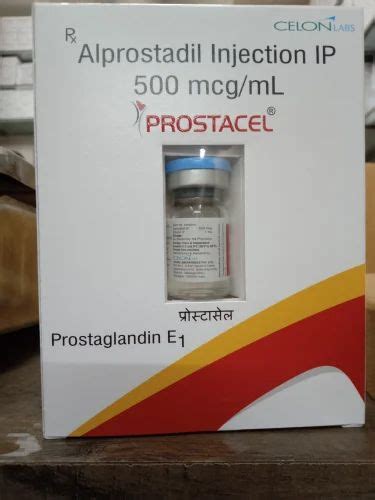 Rx
CELON LABS
Alprostadil Injection IP
500 mcg/mL
PROSTACEL®
प्रोस्टासेल
Prostaglandin E1